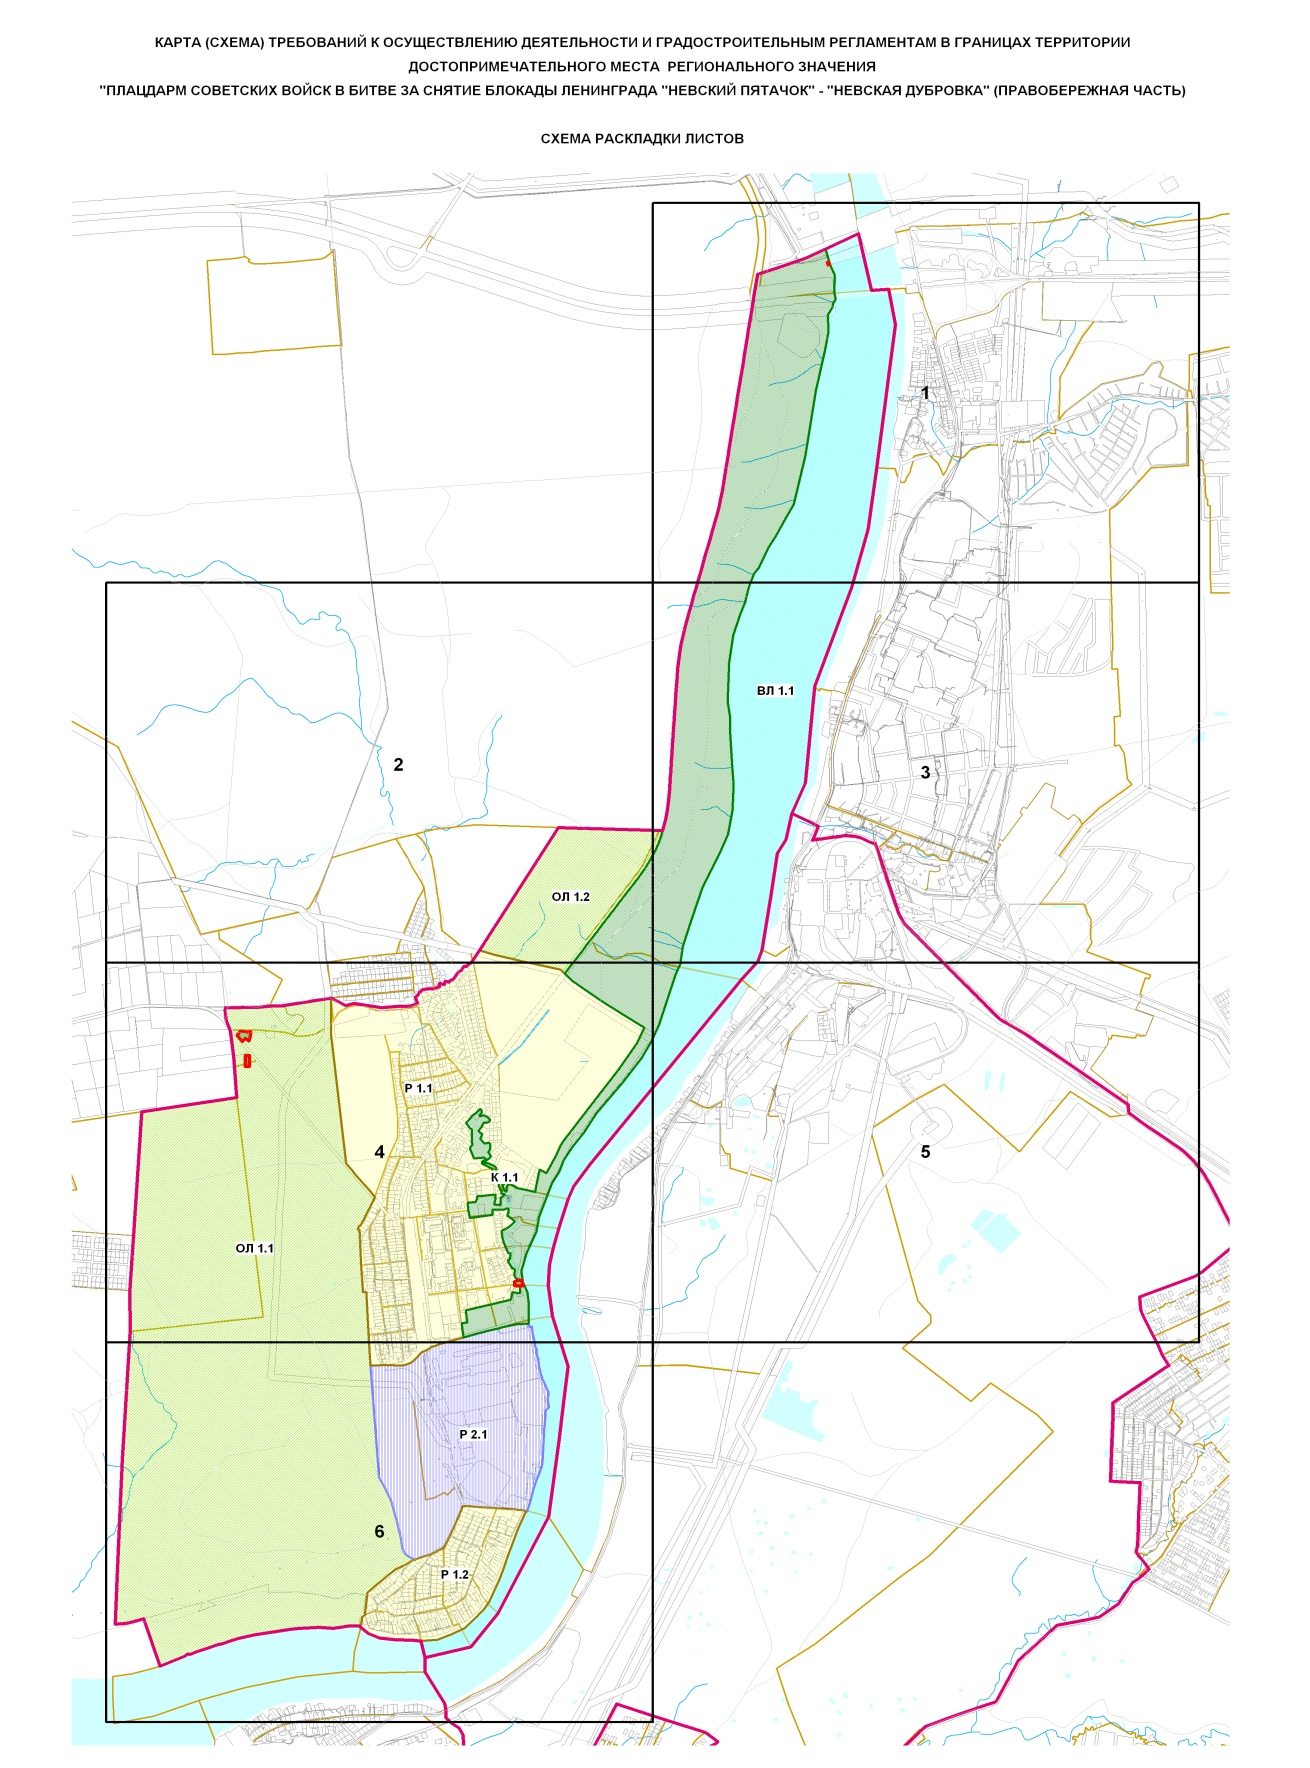 КАРТА (СХЕМА) ТРЕБОВАНИЙ К ОСУЩЕСТВЛЕНИЮ ДЕЯТЕЛЬНОСТИ И ГРАДОСТРОИТЕЛЬНЫМ РЕГЛАМЕНТАМ В ГРАНИЦАХ ТЕРРИТОРИИ
ДОСТОПРИМЕЧАТЕЛЬНОГО МЕСТА РЕГИОНАЛЬНОГО ЗНАЧЕНИЯ
"ПЛАЦДАРМ СОВЕТСКИХ ВОЙСК В БИТВЕ ЗА СНЯТИЕ БЛОКАДЫ ЛЕНИНГРАДА "НЕВСКИЙ ПЯТАЧОК" - "НЕВСКАЯ ДУБРОВКА" (ПРАВОБЕРЕЖНАЯ ЧАСТЬ)
СХЕМА РАСКЛАДКИ ЛИСТОВ
1
ВЛ 1.1
2
3
ОЛ 1.2
Р 1.1
4
5
К 1.1
ОЛ 1.1
Р 2.1
6
Р 1.2